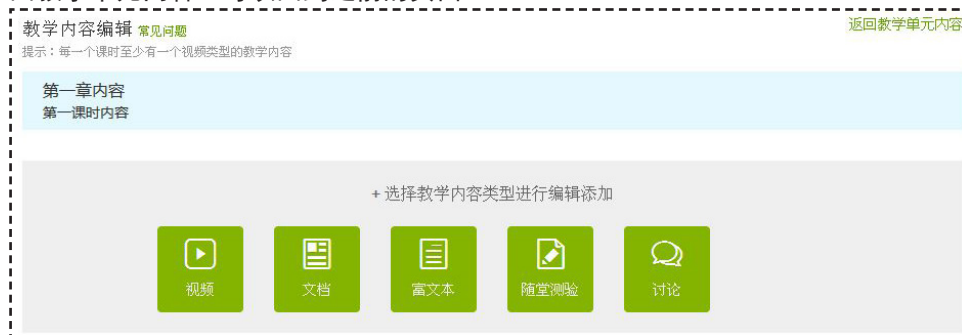 教学内容编辑 常见问题
返回教学单元内容
提示：每一个课时至少有一个视频类型的教学内容
第一章内容
第一课时内容
+ 选择教学内容类型进行编辑添加
视频
文档
富文本
随堂测验
讨论